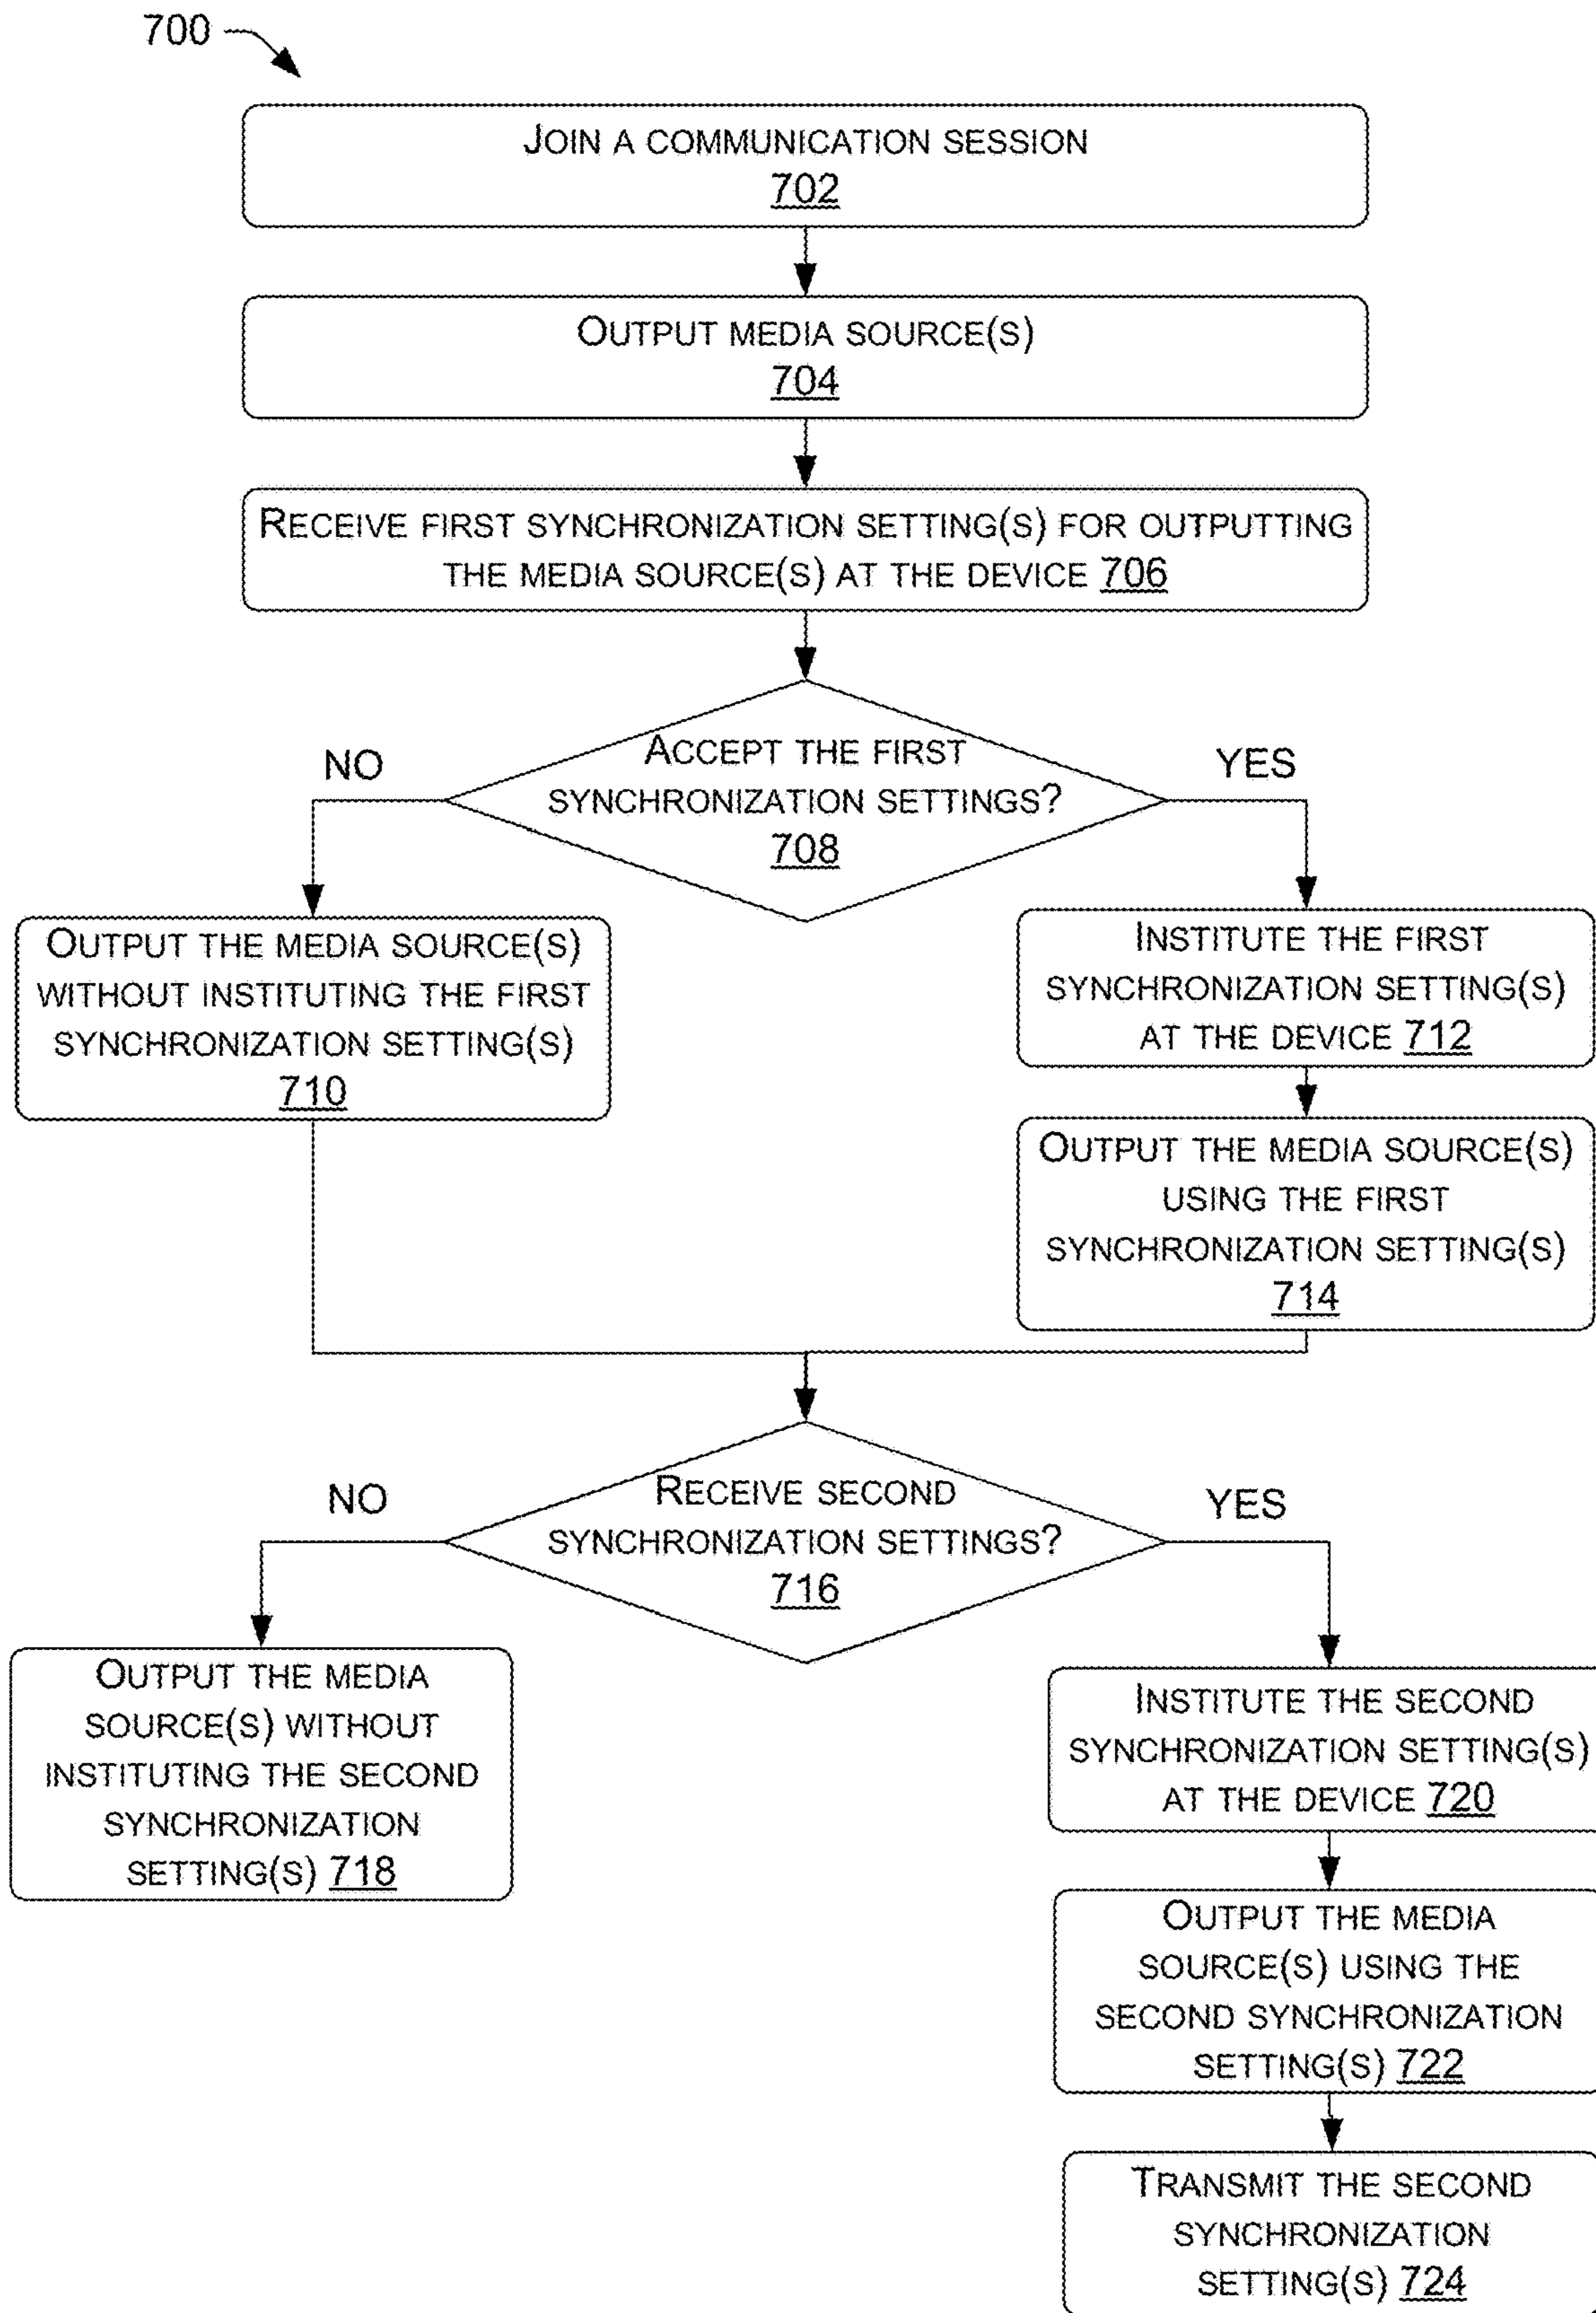 700
JOIN A COMMUNICATION SESSION
702
OUTPUT MEDIA SOURCE(S)
704
RECEIVE FIRST SYNCHRONIZATION SETTING(S) FOR OUTPUTTING
THE MEDIA SOURCE(S) AT THE DEVICE 706
NO
ACCEPT THE FIRST
SYNCHRONIZATION SETTINGS?
708
YES
OUTPUT THE MEDIA SOURCE(S)
WITHOUT INSTITUTING THE FIRST
SYNCHRONIZATION SETTING(S)
710
INSTITUTE THE FIRST
SYNCHRONIZATION SETTING(S)
AT THE DEVICE 712
OUTPUT THE MEDIA SOURCE(S)
USING THE FIRST
SYNCHRONIZATION SETTING(S)
714
NO
RECEIVE SECOND
SYNCHRONIZATION SETTINGS?
716
YES
OUTPUT THE MEDIA
SOURCE(S) WITHOUT
INSTITUTING THE SECOND
SYNCHRONIZATION
SETTING(S) 718
INSTITUTE THE SECOND
SYNCHRONIZATION SETTING(S)
AT THE DEVICE 720
OUTPUT THE MEDIA
SOURCE(S) USING THE
SECOND SYNCHRONIZATION
SETTING(S) 722
TRANSMIT THE SECOND
SYNCHRONIZATION
SETTING(S) 724